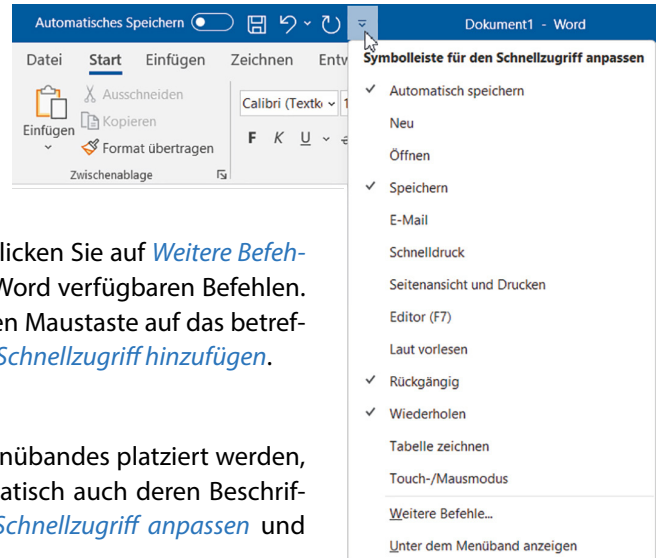 Automatisches Speichern
Dokument1 - Word
Datei Start Einfügen Zeichnen Entw
Einfügen
Ausschneiden
Kopieren
Format übertragen
Zwischenablage
Calibri (Textk 1
F K U
Symbolleiste für den Schnellzugriff anpassen
Automatisch speichern
Neu
Öffnen
Speichern
E-Mail
Schnelldruck
Seitenansicht und Drucken
Editor (F7)
Laut vorlesen
Rückgängig
Wiederholen
Tabelle zeichnen
Touch-/Mausmodus
Weitere Befehle...
Unter dem Menüband anzeigen
licken Sie auf Weitere Befeh-
Word verfügbaren Befehlen.
en Maustaste auf das betref-
Schnellzugriff hinzufügen.
nübandes platziert werden,
matisch auch deren Beschrif-
Schnellzugriff anpassen und